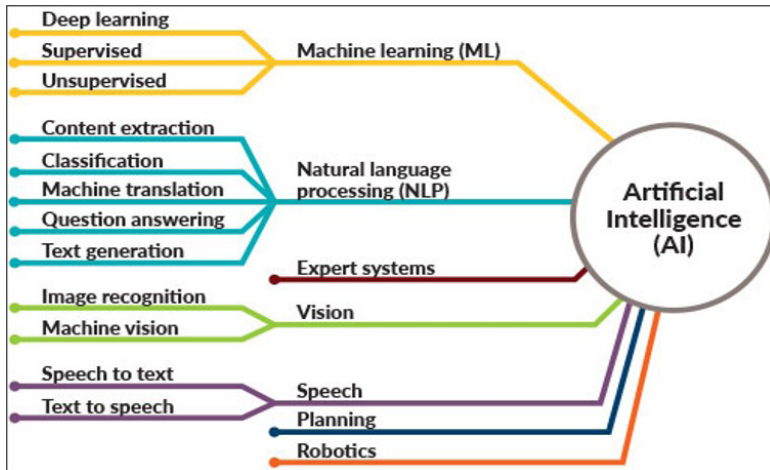 Deep learning
Supervised
Unsupervised
Machine learning (ML)
Content extraction
Classification
Machine translation
Question answering
Text generation
Natural language
processing (NLP)
Expert systems
Image recognition
Machine vision
Vision
Speech to text
Text to speech
Speech
Planning
Robotics
Artificial
Intelligence
(AI)